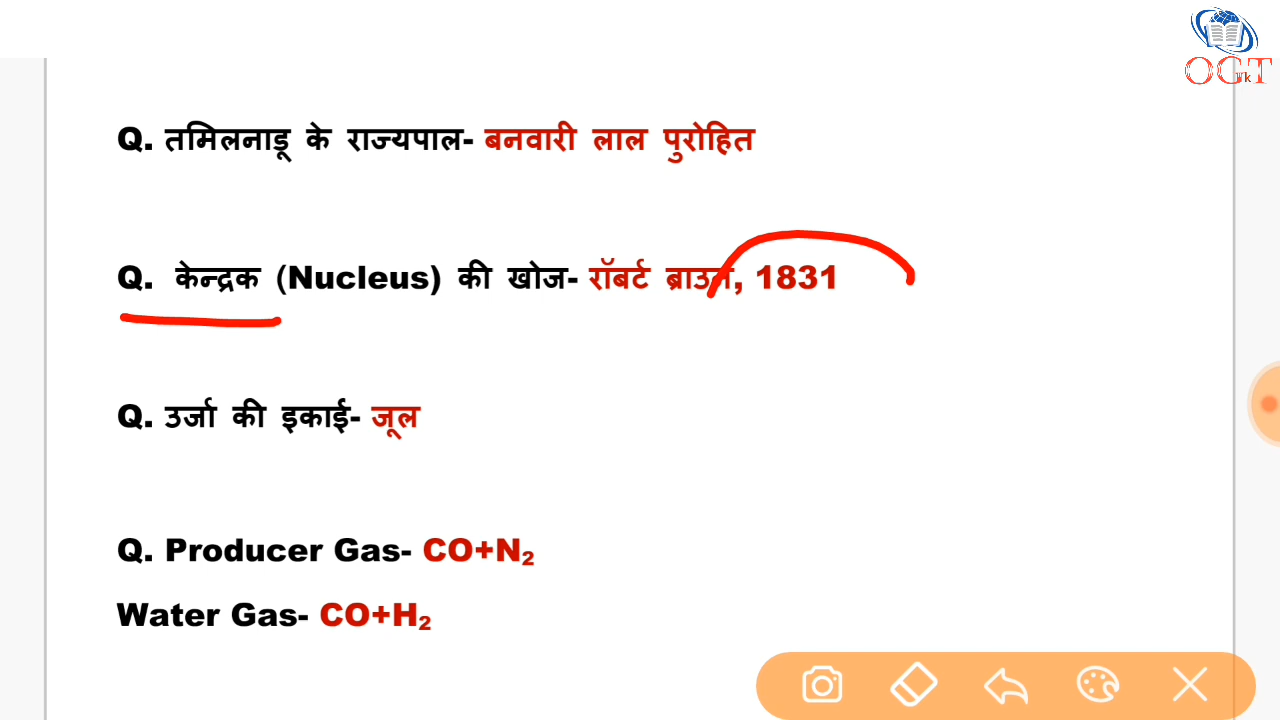 OGT
Tk
Q. तमिलनाडू के राज्यपाल- बनवारी लाल पुरोहित
Q. केन्द्रक (Nucleus) की खोज- रॉबर्ट ब्राउन, 1831
Q. उर्जा की इकाई- जूल
Q. Producer Gas- CO+N₂
Water Gas- CO+H₂